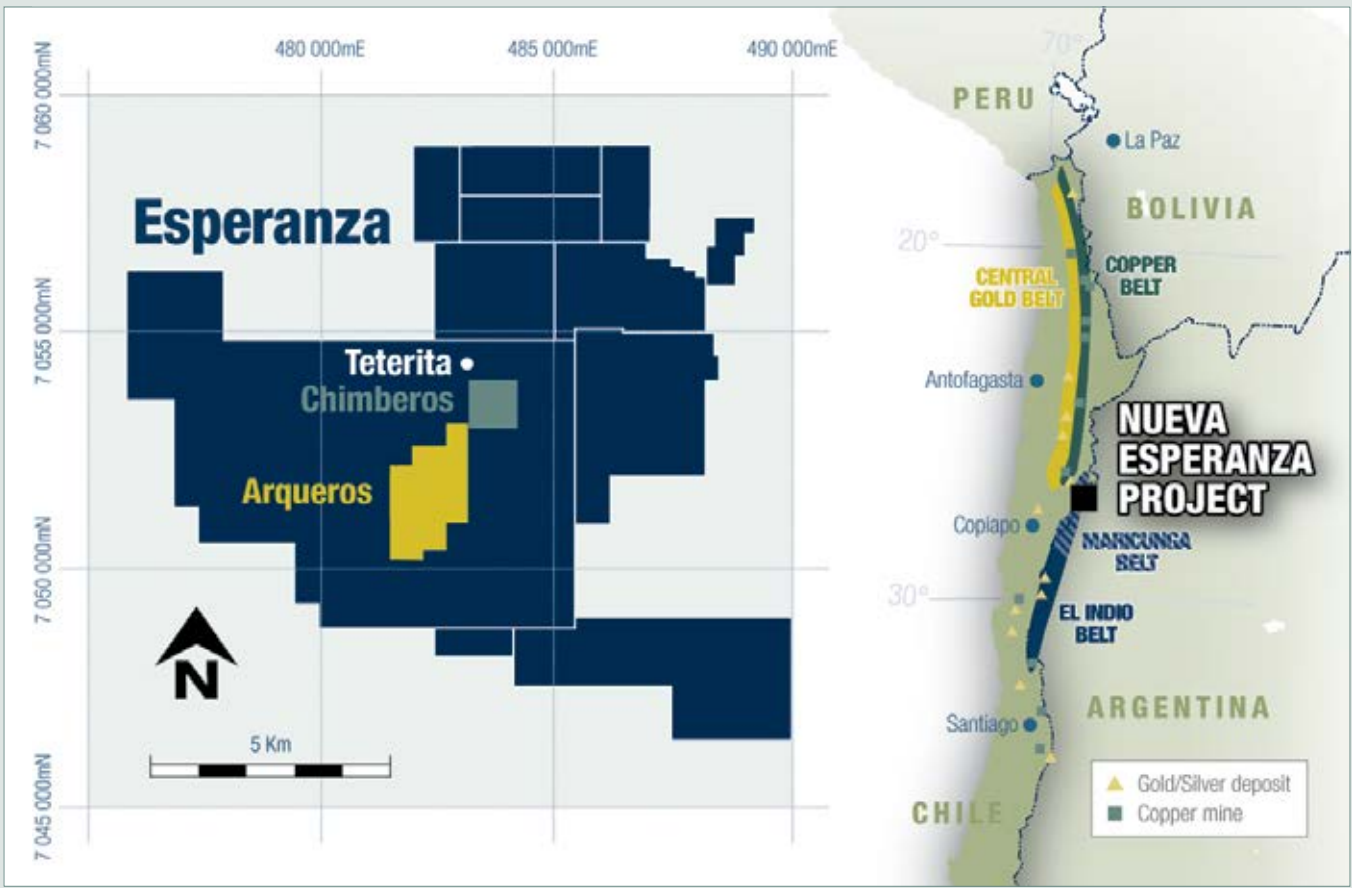 480 000mE
485 000mE
490 000mE
7 060 000mN
7 055 000mN
7 050 000mN
7 045 000mN
Esperanza
Teterita
Chimberos
Arqueros
N
5 Km
70°
PERU
La Paz
BOLIVIA
20°
CENTRAL
GOLD BELT
COPPER
BELT
Antofagasta
NUEVA
ESPERANZA
PROJECT
Copiapo
MARICUNGA
BELT
30°
EL INDIO
BELT
ARGENTINA
Santiago
CHILE
Gold/Silver deposit
Copper mine